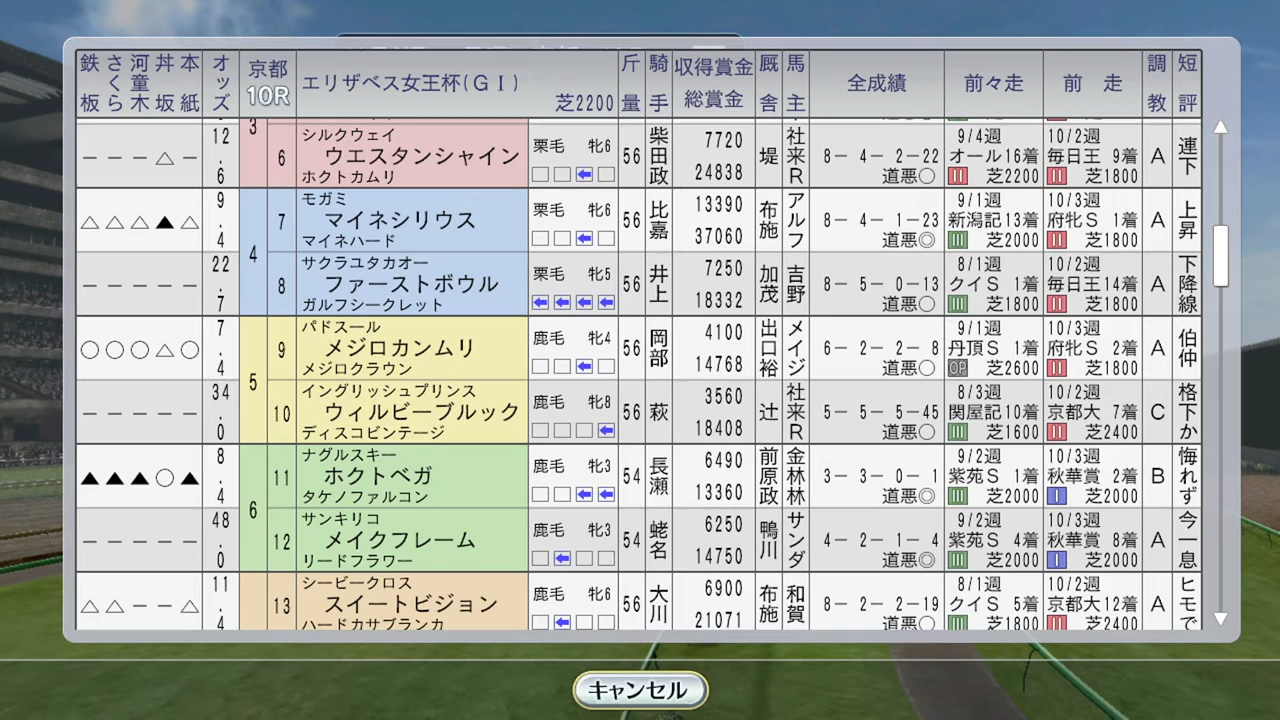 鉄板 さくら 河童木 丼坂 本紙 オッズ 京都10R エリザベス女王杯(GⅠ) 芝2200 斤量 騎手 収得賞金 総賞金 厩舎 馬主 全成績 前々走 前走 調教 短評
－ － － △ － 12.6 3 6 シルクウェイ 栗毛 牝6 56 柴田政 7720 堤 社来R 8－ 4－ 2－22 9/4週 10/2週 A 連下
ウエスタンシャイン オール16着 毎日王 9着
ホクトカムリ 24838 道悪○ Ⅱ 芝2200 Ⅱ 芝1800
△ △ △ ▲ △ 9.4 4 7 モガミ 栗毛 牝6 56 比嘉 13390 布施 アルフ 8－ 4－ 1－23 9/1週 10/3週 A 上昇
マイネシリウス 新潟記13着 府牝S 1着
マイネハード 37060 道悪◎ Ⅲ 芝2000 Ⅱ 芝1800
－ － － － － 22.7 8 サクラユタカオー 栗毛 牝5 56 井上 7250 加茂 吉野 8－ 5－ 0－13 8/1週 10/2週 A 下降線
ファーストボウル クイS 1着 毎日王14着
ガルフシークレット 18332 道悪○ Ⅲ 芝1800 Ⅱ 芝1800
○ ○ ○ △ ○ 7.4 5 9 パドスール 鹿毛 牝4 56 岡部 4100 出口裕 メイジ 6－ 2－ 2－ 8 9/1週 10/3週 A 伯仲
メジロカンムリ 丹頂S 1着 府牝S 2着
メジロクラウン 14768 道悪○ OP 芝2600 Ⅱ 芝1800
－ － － － － 34.0 10 イングリッシュプリンス 鹿毛 牝8 56 萩 3560 辻 社来R 5－ 5－ 5－45 8/3週 10/2週 C 格下か
ウィルビーブルック 関屋記10着 京都大 7着
ディスコビンテージ 18408 道悪○ Ⅲ 芝1600 Ⅱ 芝2400
▲ ▲ ▲ ○ ▲ 8.4 6 11 ナグルスキー 鹿毛 牝3 54 長瀬 6490 前原政 金林林 3－ 3－ 0－ 1 9/2週 10/3週 B 悔れず
ホクトベガ 紫苑S 1着 秋華賞 2着
タケノファルコン 13360 道悪◎ Ⅲ 芝2000 Ⅰ 芝2000
－ － － － － 48.0 12 サンキリコ 鹿毛 牝3 54 蛯名 6250 鴨川 サンダ 4－ 2－ 1－ 4 9/2週 10/3週 A 今一息
メイクフレーム 紫苑S 4着 秋華賞 8着
リードフラワー 14750 道悪◎ Ⅲ 芝2000 Ⅰ 芝2000
△ △ － － △ 11.4 13 シービークロス 鹿毛 牝6 56 大川 6900 布施 和賀 8－ 2－ 2－19 8/1週 10/2週 A ヒモで
スイートビジョン クイS 5着 京都大12着
ハードカサブランカ 21071 道悪○ Ⅲ 芝1800 Ⅱ 芝2400
キャンセル